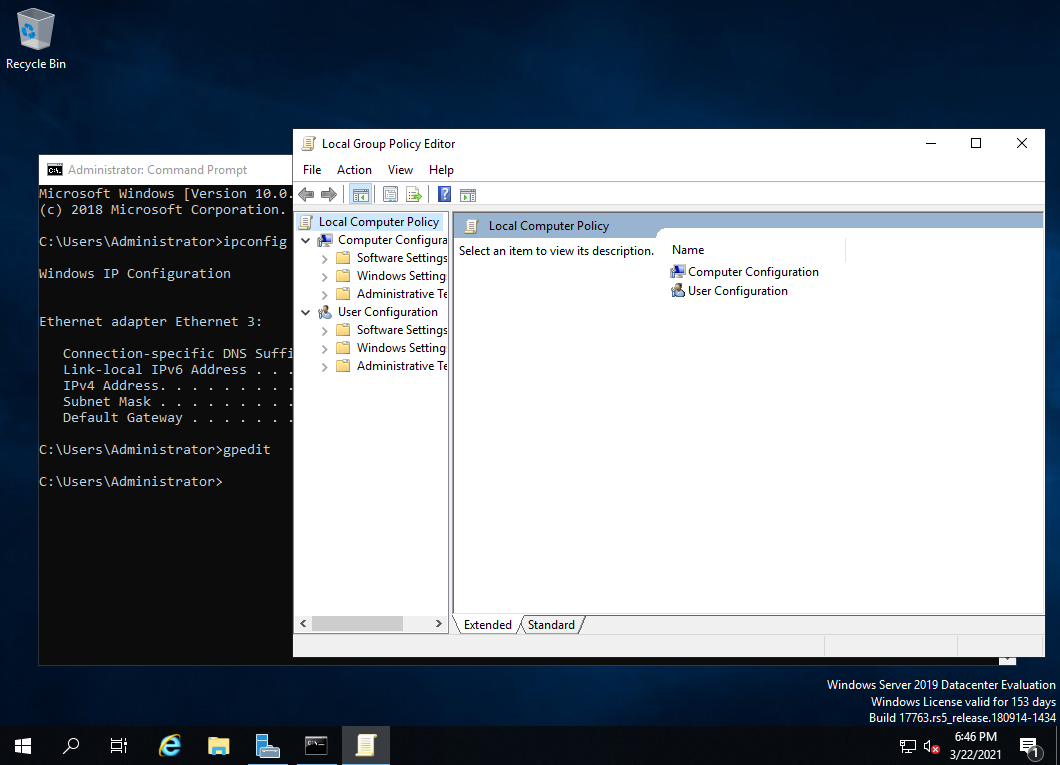 Recycle Bin
Local Group Policy Editor
File Action View Help
Local Computer Policy
Computer Configura
Software Settings
Windows Setting
Administrative Te
User Configuration
Software Settings
Windows Setting
Administrative Te
Local Computer Policy
Select an item to view its description.
Name
Computer Configuration
User Configuration
Extended Standard
Administrator: Command Prompt
Microsoft Windows [Version 10.0.
(c) 2018 Microsoft Corporation.
C:\Users\Administrator>ipconfig
Windows IP Configuration
Ethernet adapter Ethernet 3:
Connection-specific DNS Suffi
Link-local IPv6 Address . . .
IPv4 Address. . . . . . . . .
Subnet Mask . . . . . . . . .
Default Gateway . . . . . . .
C:\Users\Administrator>gpedit
C:\Users\Administrator>
Windows Server 2019 Datacenter Evaluation
Windows License valid for 153 days
Build 17763.rs5_release.180914-1434
6:46 PM
3/22/2021
1